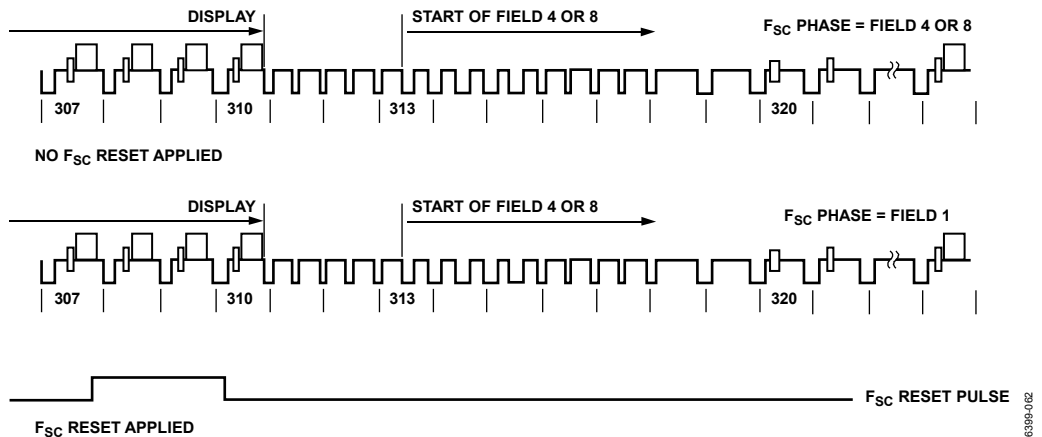 DISPLAY
START OF FIELD 4 OR 8
FSC PHASE = FIELD 4 OR 8
307
310
313
320
NO FSC RESET APPLIED
DISPLAY
START OF FIELD 4 OR 8
FSC PHASE = FIELD 1
307
310
313
320
FSC RESET PULSE
FSC RESET APPLIED
6399-062